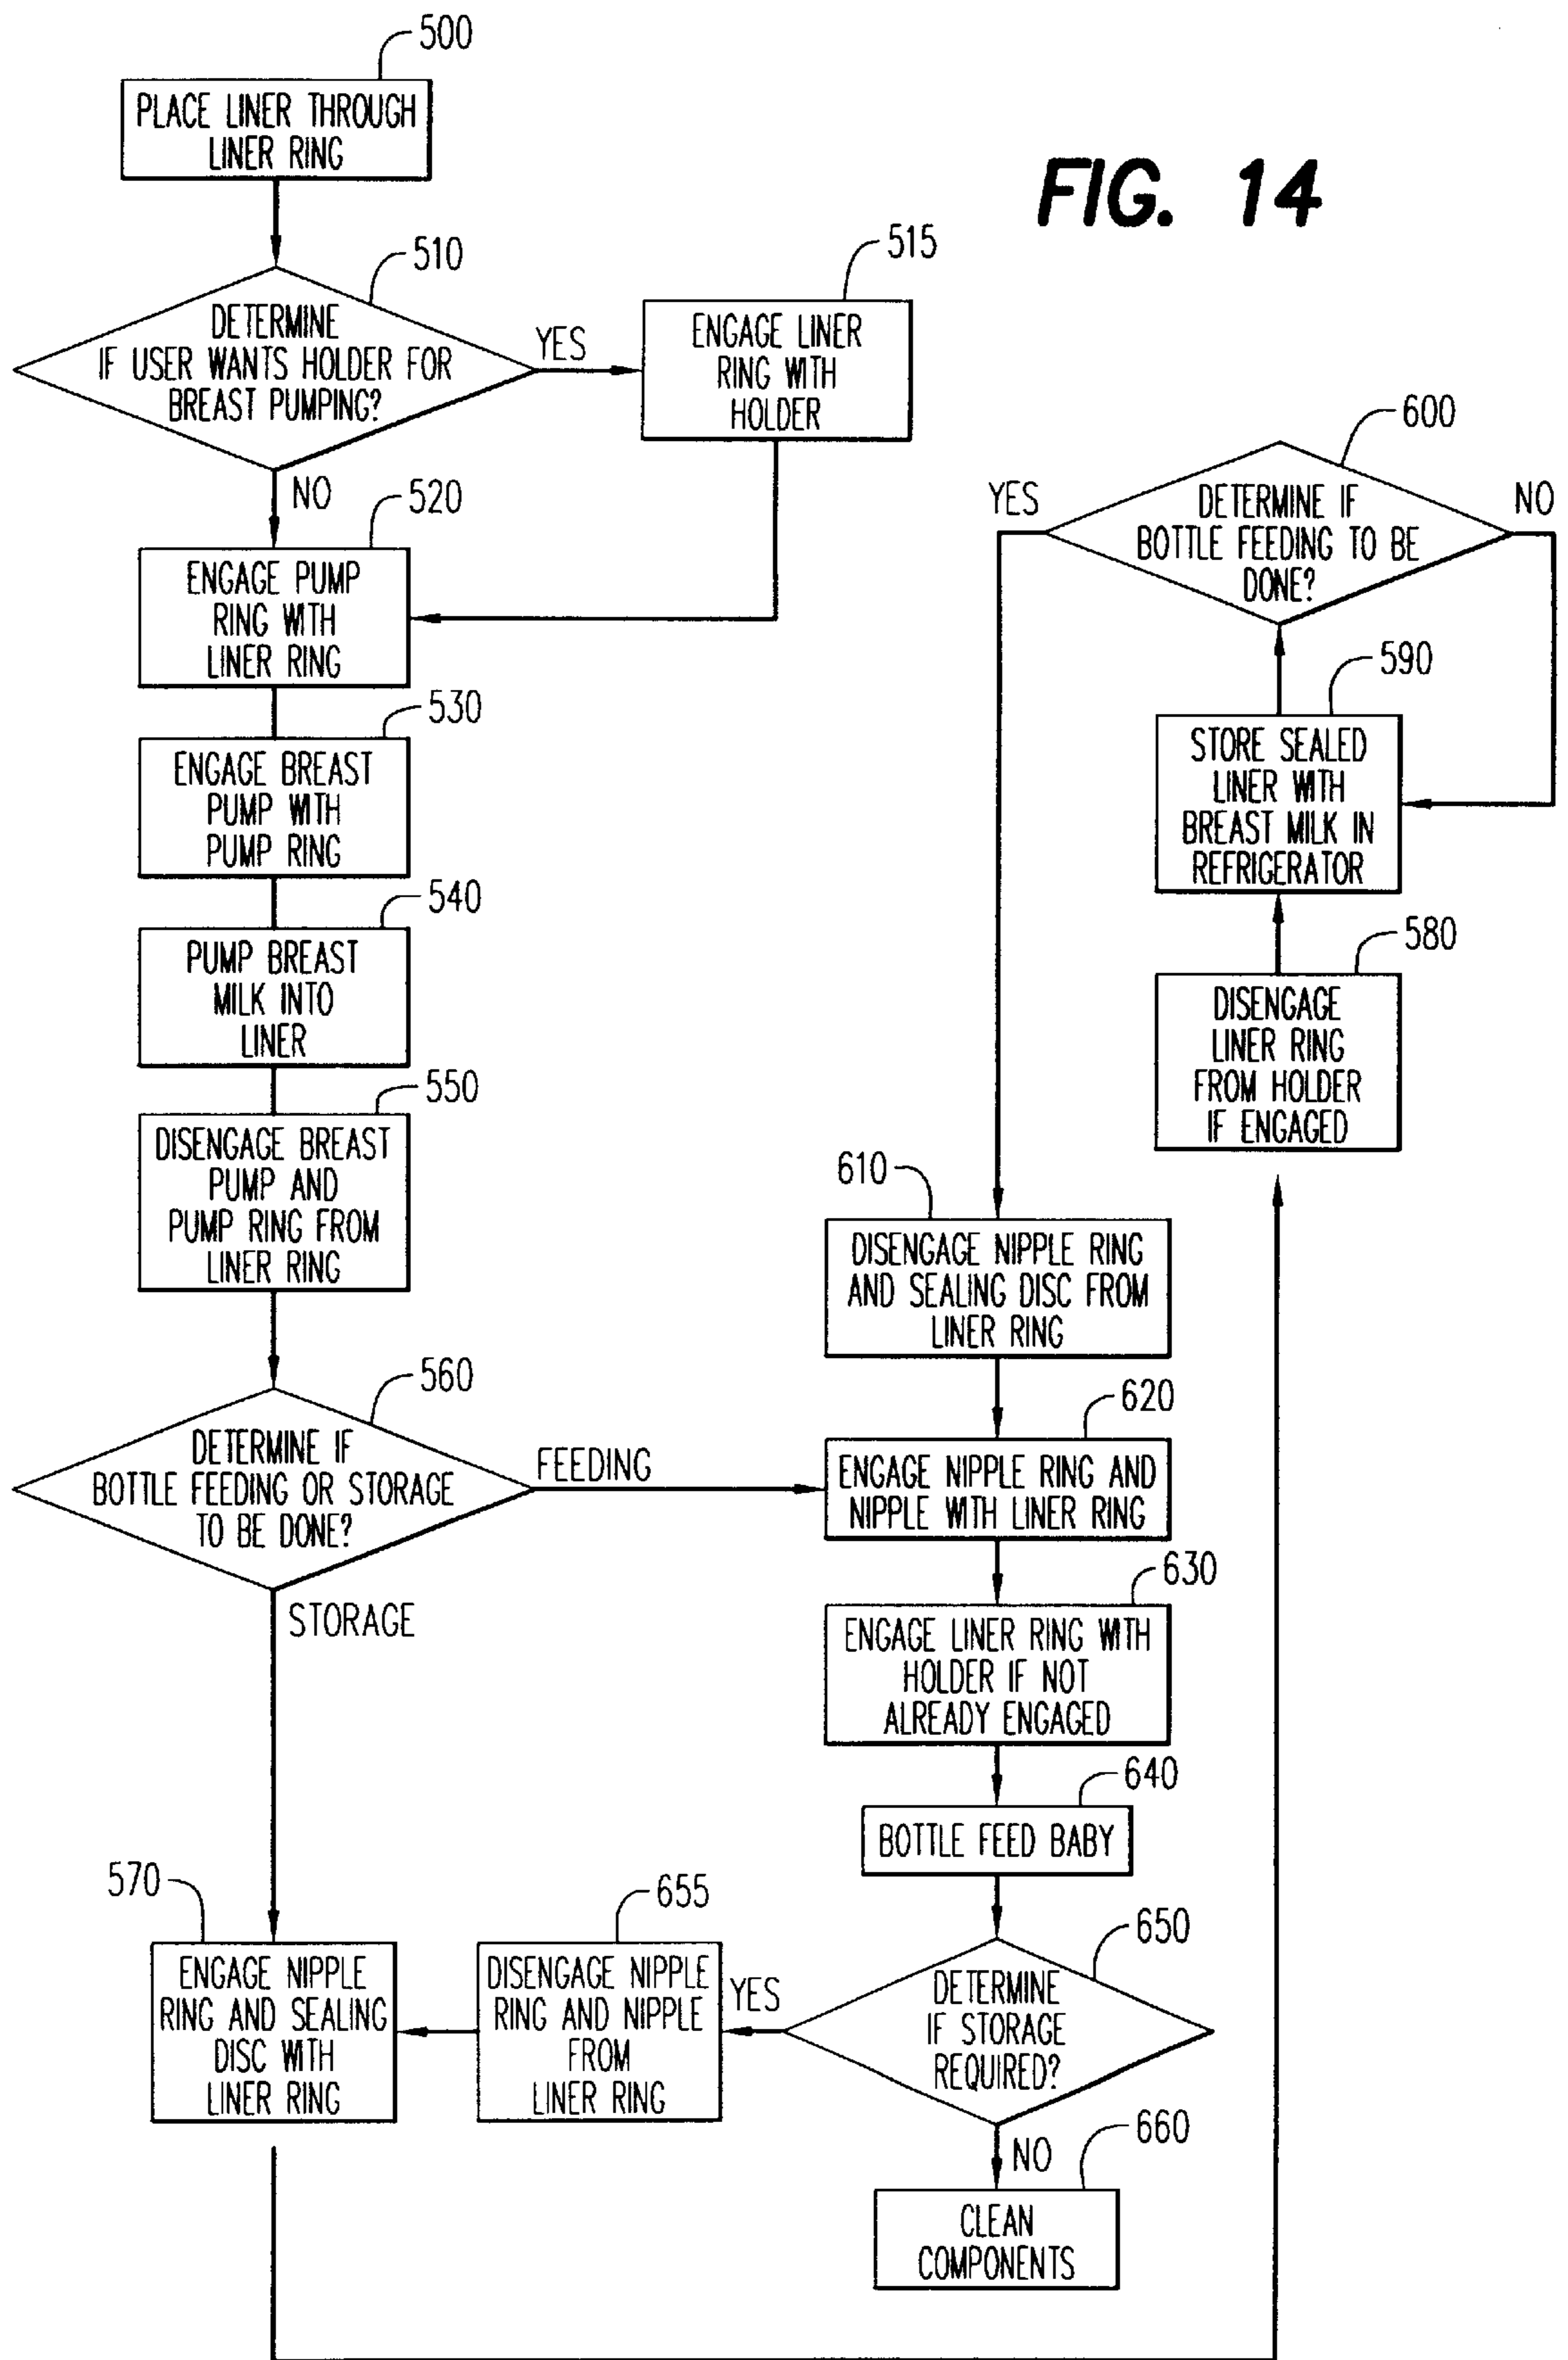 500
PLACE LINER THROUGH
LINER RING
FIG. 14
510
DETERMINE
IF USER WANTS HOLDER FOR
BREAST PUMPING?
YES
NO
515
ENGAGE LINER
RING WITH
HOLDER
520
ENGAGE PUMP
RING WITH
LINER RING
530
ENGAGE BREAST
PUMP WITH
PUMP RING
540
PUMP BREAST
MILK INTO
LINER
550
DISENGAGE BREAST
PUMP AND
PUMP RING FROM
LINER RING
560
DETERMINE IF
BOTTLE FEEDING OR STORAGE
TO BE DONE?
FEEDING
STORAGE
570
ENGAGE NIPPLE
RING AND SEALING
DISC WITH
LINER RING
580
DISENGAGE
LINER RING
FROM HOLDER
IF ENGAGED
590
STORE SEALED
LINER WITH
BREAST MILK IN
REFRIGERATOR
600
DETERMINE IF
BOTTLE FEEDING TO BE
DONE?
YES
NO
610
DISENGAGE NIPPLE RING
AND SEALING DISC FROM
LINER RING
620
ENGAGE NIPPLE RING AND
NIPPLE WITH LINER RING
630
ENGAGE LINER RING WITH
HOLDER IF NOT
ALREADY ENGAGED
640
BOTTLE FEED BABY
650
DETERMINE
IF STORAGE
REQUIRED?
YES
NO
655
DISENGAGE NIPPLE
RING AND NIPPLE
FROM
LINER RING
660
CLEAN
COMPONENTS